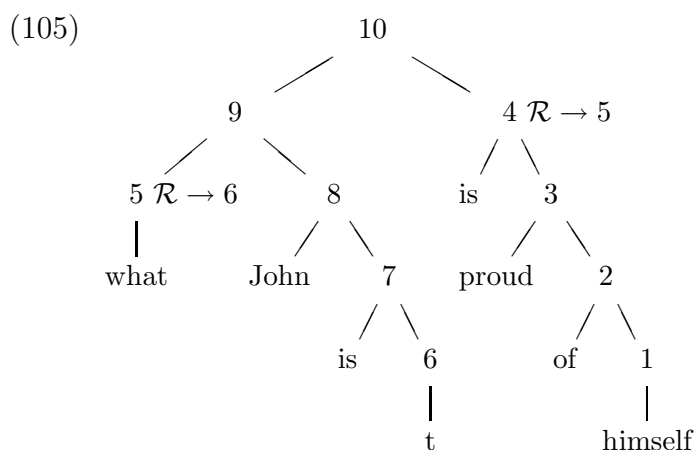 (105) 10
9 4 ℛ → 5
5 ℛ → 6 8 is 3
what John 7 proud 2
is 6 of 1
t himself